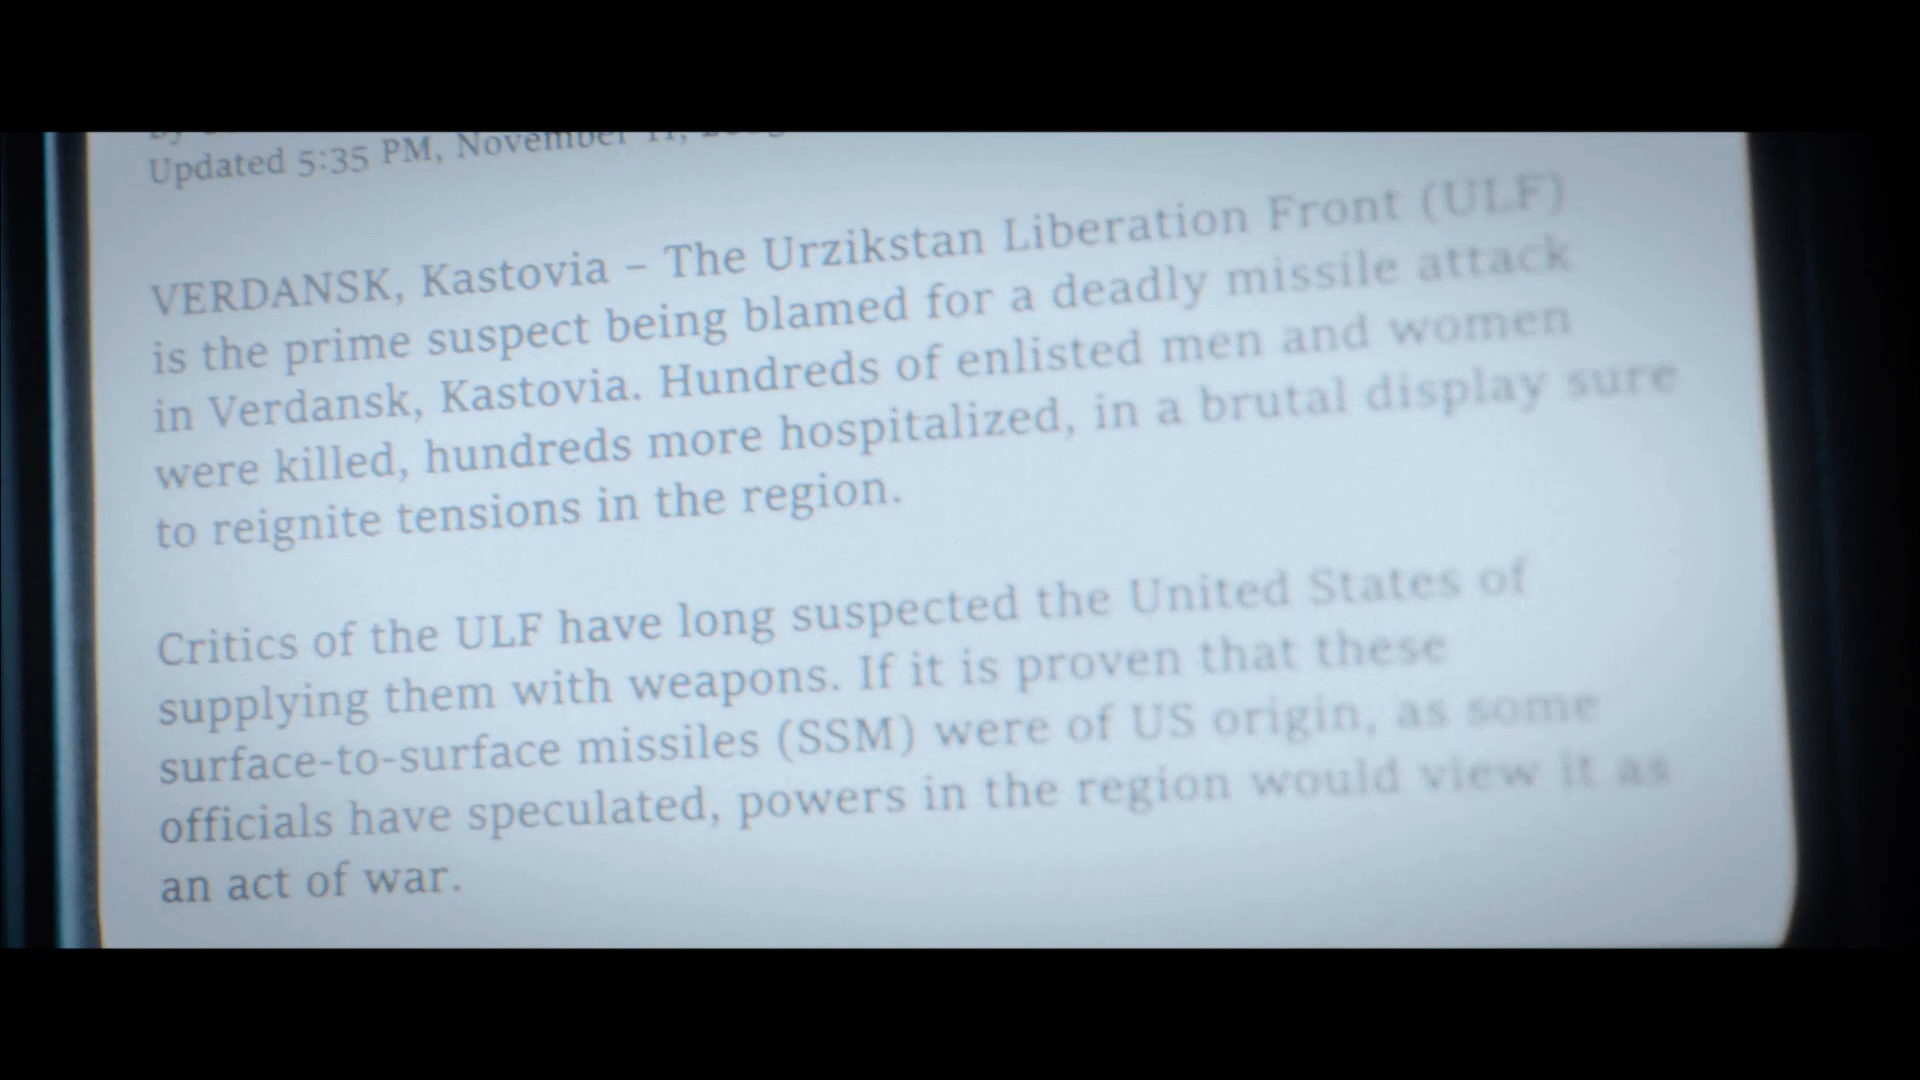 Updated 5:35 PM, November 11,
VERDANSK, Kastovia – The Urzikstan Liberation Front (ULF)
is the prime suspect being blamed for a deadly missile attack
in Verdansk, Kastovia. Hundreds of enlisted men and women
were killed, hundreds more hospitalized, in a brutal display sure
to reignite tensions in the region.
Critics of the ULF have long suspected the United States of
supplying them with weapons. If it is proven that these
surface-to-surface missiles (SSM) were of US origin, as some
officials have speculated, powers in the region would view it as
an act of war.